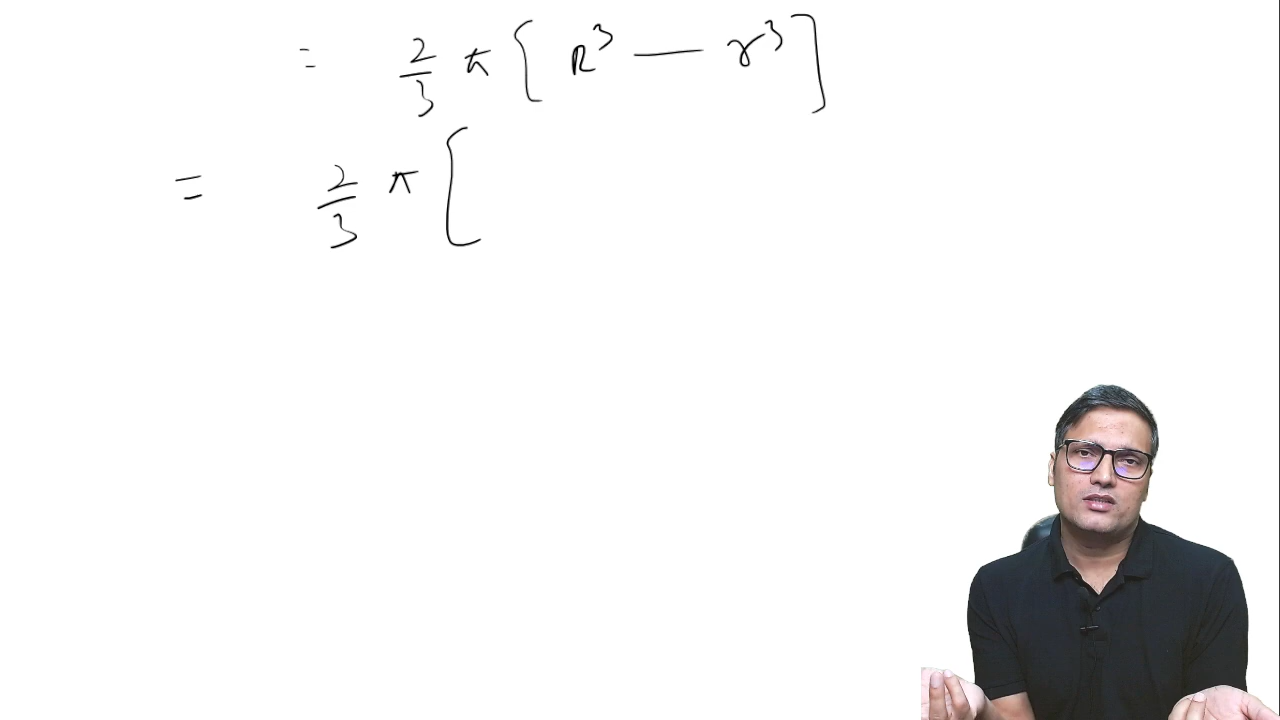 = 2/3 π [ R³ — r³ ]
= 2/3 π [